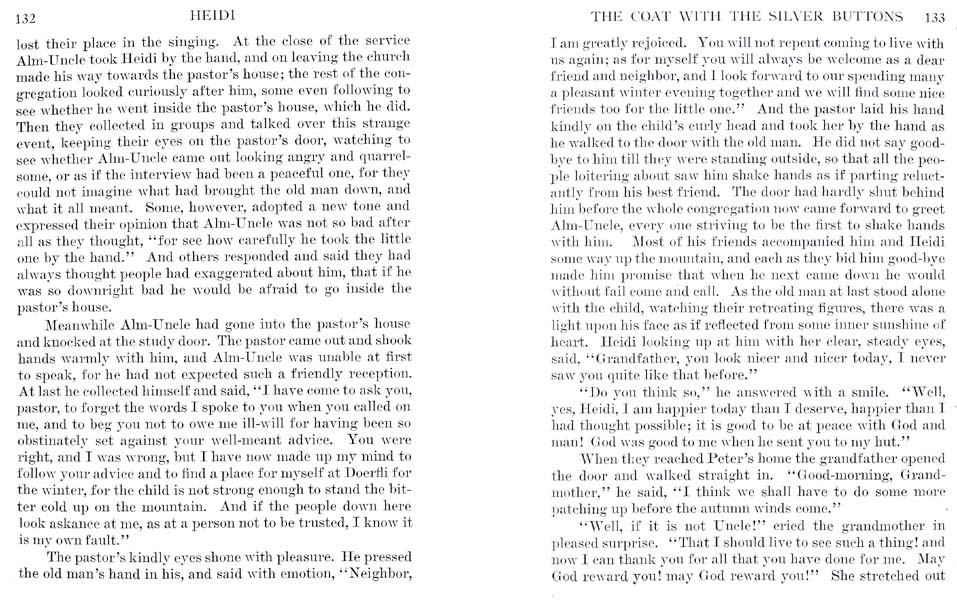 132 HEIDI
lost their place in the singing. At the close of the service
Alm-Uncle took Heidi by the hand, and on leaving the church
made his way towards the pastor's house; the rest of the con-
gregation looked curiously after him, some even following to
see whether he went inside the pastor's house, which he did.
Then they collected in groups and talked over this strange
event, keeping their eyes on the pastor's door, watching to
see whether Alm-Uncle came out looking angry and quarrel-
some, or as if the interview had been a peaceful one, for they
could not imagine what had brought the old man down, and
what it all meant. Some, however, adopted a new tone and
expressed their opinion that Alm-Uncle was not so bad after
all as they thought, "for see how carefully he took the little
one by the hand." And others responded and said they had
always thought people had exaggerated about him, that if he
was so downright bad he would be afraid to go inside the
pastor's house.
Meanwhile Alm-Uncle had gone into the pastor's house
and knocked at the study door. The pastor came out and shook
hands warmly with him, and Alm-Uncle was unable at first
to speak, for he had not expected such a friendly reception.
At last he collected himself and said, "I have come to ask you,
pastor, to forget the words I spoke to you when you called on
me, and to beg you not to owe me ill-will for having been so
obstinately set against your well-meant advice. You were
right, and I was wrong, but I have now made up my mind to
follow your advice and to find a place for myself at Doerfli for
the winter, for the child is not strong enough to stand the bit-
ter cold up on the mountain. And if the people down here
look askance at me, as at a person not to be trusted, I know it
is my own fault."
The pastor's kindly eyes shone with pleasure. He pressed
the old man's hand in his, and said with emotion, "Neighbor,
THE COAT WITH THE SILVER BUTTONS 133
I am greatly rejoiced. You will not repent coming to live with
us again; as for myself you will always be welcome as a dear
friend and neighbor, and I look forward to our spending many
a pleasant winter evening together and we will find some nice
friends too for the little one." And the pastor laid his hand
kindly on the child's curly head and took her by the hand as
he walked to the door with the old man. He did not say good-
bye to him till they were standing outside, so that all the peo-
ple loitering about saw him shake hands as if parting reluct-
antly from his best friend. The door had hardly shut behind
him before the whole congregation now came forward to greet
Alm-Uncle, every one striving to be the first to shake hands
with him. Most of his friends accompanied him and Heidi
some way up the mountain, and each as they bid him good-bye
made him promise that when he next came down he would
without fail come and call. As the old man at last stood alone
with the child, watching their retreating figures, there was a
light upon his face as if reflected from some inner sunshine of
heart. Heidi looking up at him with her clear, steady eyes,
said, "Grandfather, you look nicer and nicer today, I never
saw you quite like that before."
"Do you think so," he answered with a smile. "Well,
yes, Heidi, I am happier today than I deserve, happier than I
had thought possible; it is good to be at peace with God and
man! God was good to me when he sent you to my hut."
When they reached Peter's home the grandfather opened
the door and walked straight in. "Good-morning, Grand-
mother," he said, "I think we shall have to do some more
patching up before the autumn winds come."
"Well, if it is not Uncle!" cried the grandmother in
pleased surprise. "That I should live to see such a thing! and
now I can thank you for all that you have done for me. May
God reward you! may God reward you!" She stretched out